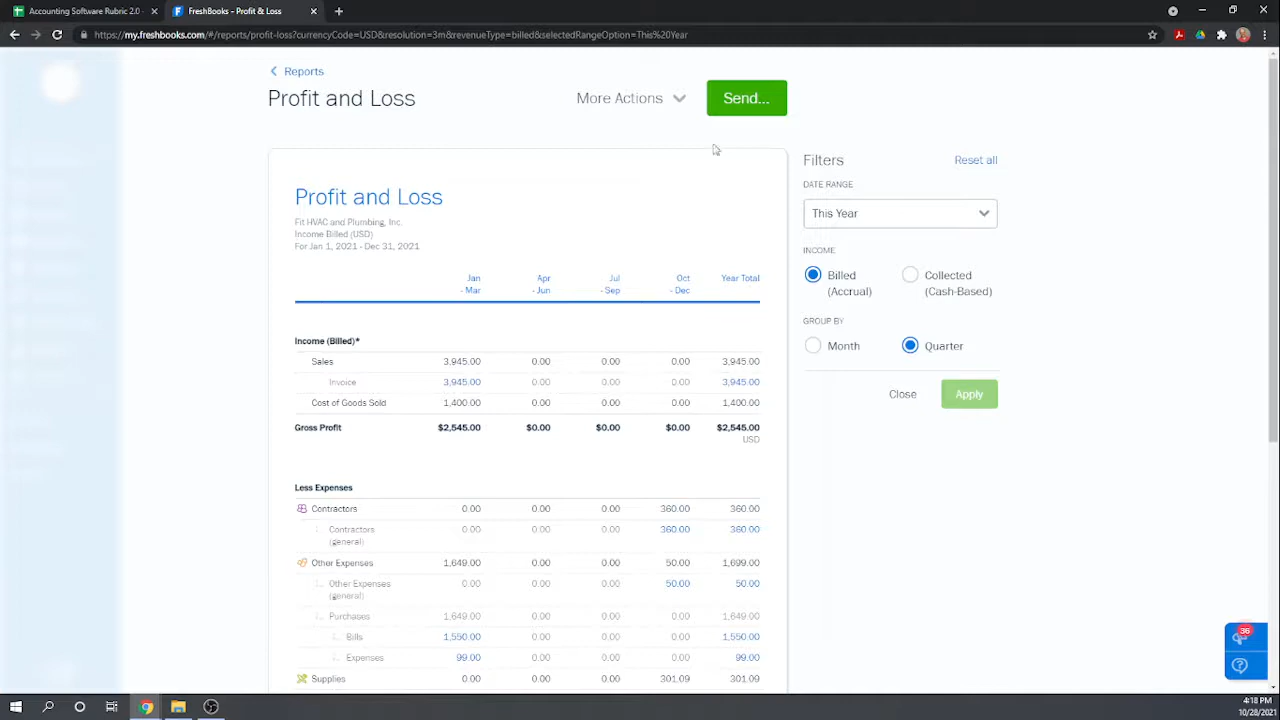 Accounting Software Rubric 2.0 - FreshBooks - Profit & Loss
https://my.freshbooks.com/#/reports/profit-loss?currencyCode=USD&resolution=3m&revenueType=billed&selectedRangeOption=This%20Year
Reports
Profit and Loss
More Actions
Send...
Profit and Loss
Fit HVAC and Plumbing, Inc.
Income Billed (USD)
For Jan 1, 2021 - Dec 31, 2021
Jan Apr Jul Oct Year Total
- Mar - Jun - Sep - Dec
Income (Billed)*
Sales 3,945.00 0.00 0.00 0.00 3,945.00
Invoice 3,945.00 0.00 0.00 0.00 3,945.00
Cost of Goods Sold 1,400.00 0.00 0.00 0.00 1,400.00
Gross Profit $2,545.00 $0.00 $0.00 $0.00 $2,545.00
USD
Less Expenses
Contractors 0.00 0.00 0.00 360.00 360.00
Contractors 0.00 0.00 0.00 360.00 360.00
(general)
Other Expenses 1,649.00 0.00 0.00 50.00 1,699.00
Other Expenses 0.00 0.00 0.00 50.00 50.00
(general)
Purchases 1,649.00 0.00 0.00 0.00 1,649.00
Bills 1,550.00 0.00 0.00 0.00 1,550.00
Expenses 99.00 0.00 0.00 0.00 99.00
Supplies 0.00 0.00 0.00 301.09 301.09
Filters
Reset all
DATE RANGE
This Year
INCOME
Billed Collected
(Accrual) (Cash-Based)
GROUP BY
Month Quarter
Close Apply
36
4:18 PM
10/28/2021